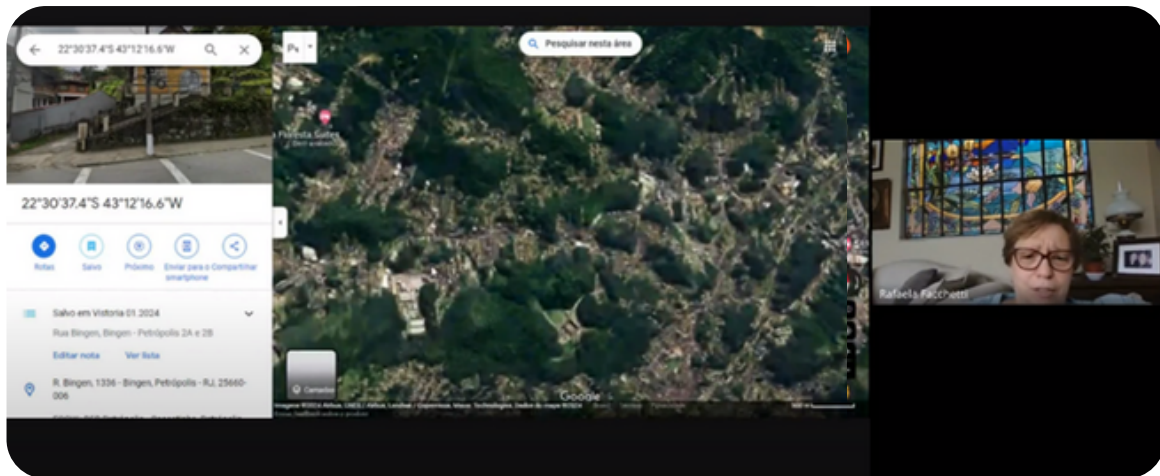 22°30'37.4"S 43°12'16.6"W
Pesquisar nesta área
Floresta Suites
22°30'37.4"S 43°12'16.6"W
Rotas
Salvo
Próximo
Enviar para o smartphone
Compartilhar
Salvo em Vistoria 01.2024
Rua Bingen, Bingen - Petrópolis 2A e 2B
Editar nota
Ver lista
R. Bingen, 1336 - Bingen, Petrópolis - RJ, 25660-
006
Camadas
Google
Rafaela Facchetti